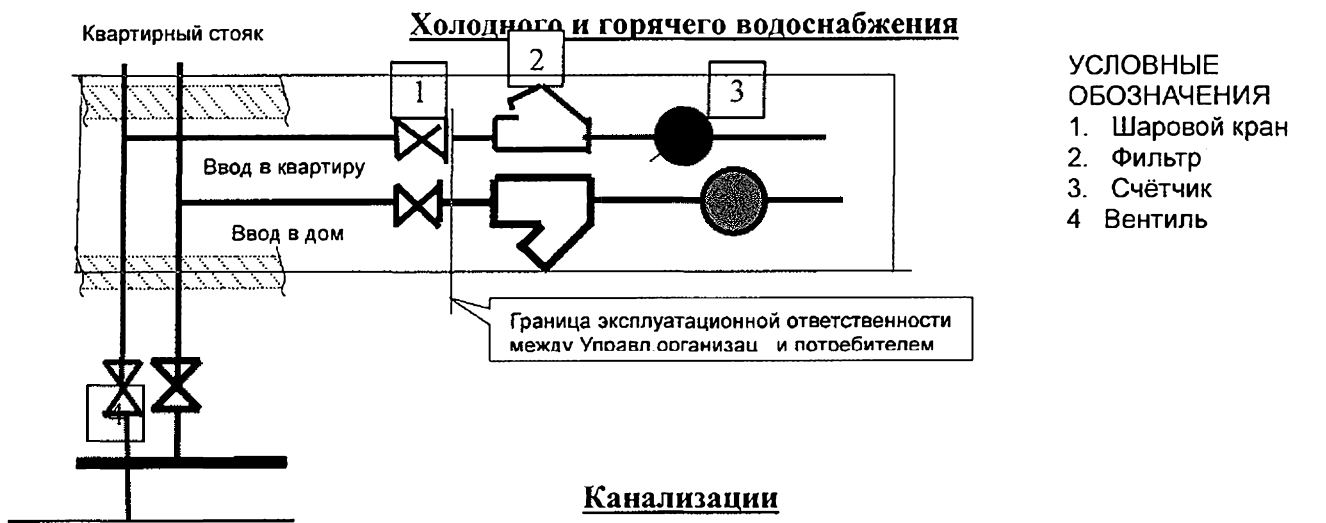 Холодного и горячего водоснабжения
Квартирный стояк
2
1
3
Ввод в квартиру
Ввод в дом
Граница эксплуатационной ответственности
между Управл.организац и потребителем
4
УСЛОВНЫЕ
ОБОЗНАЧЕНИЯ
1. Шаровой кран
2. Фильтр
3. Счётчик
4 Вентиль
Канализации